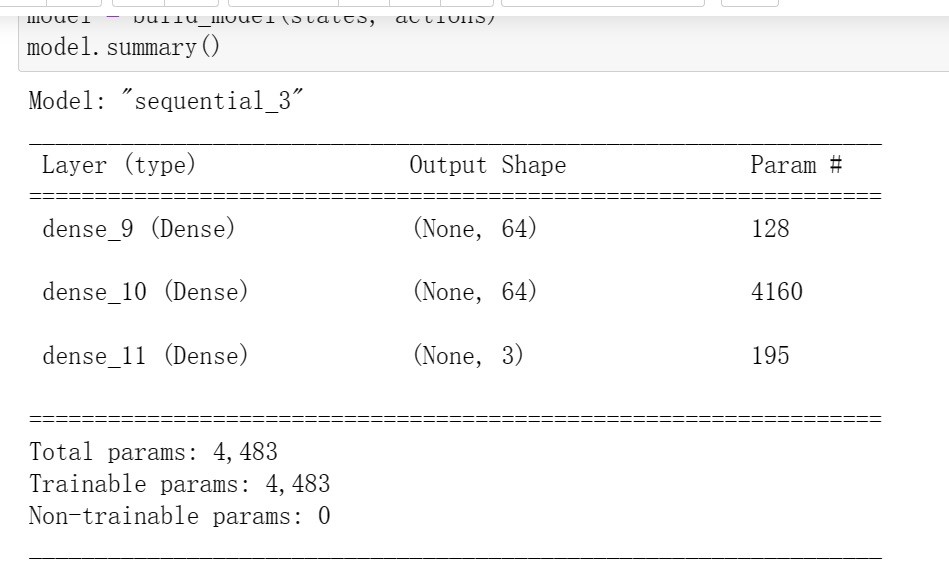 model = build_model(states, actions)
model.summary()
Model: "sequential_3"
Layer (type) Output Shape Param #
=================================================================
dense_9 (Dense) (None, 64) 128
dense_10 (Dense) (None, 64) 4160
dense_11 (Dense) (None, 3) 195
=================================================================
Total params: 4,483
Trainable params: 4,483
Non-trainable params: 0